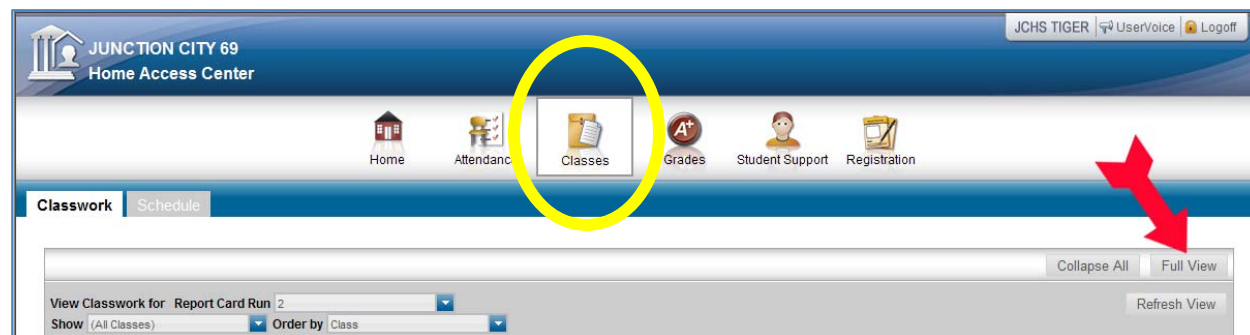 JCHS TIGER UserVoice Logoff
JUNCTION CITY 69
Home Access Center
A+
Home Attendanc Classes Grades Student Support Registration
Classwork Schedule
Collapse All Full View
View Classwork for Report Card Run 2 Refresh View
Show (All Classes) Order by Class